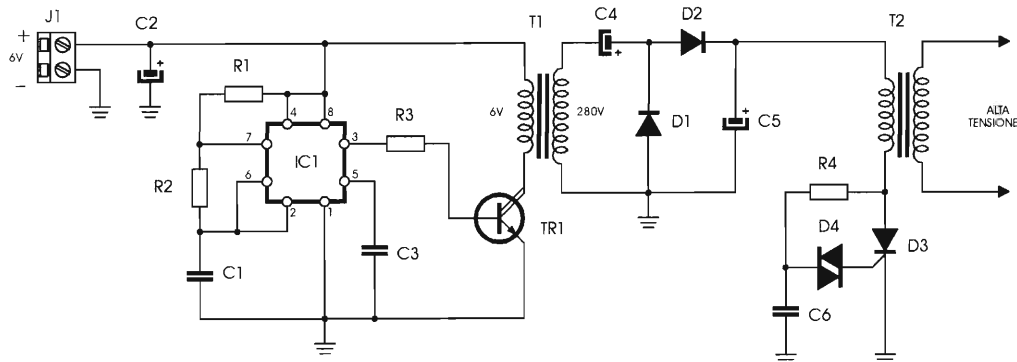 J1
C2
T1
C4
D2
T2
+
6V
–
+
+
+
R1
4
8
R3
6V
280V
D1
C5
ALTA
TENSIONE
7
IC1
3
R2
6
5
R4
2
1
TR1
D4
D3
C1
C3
C6